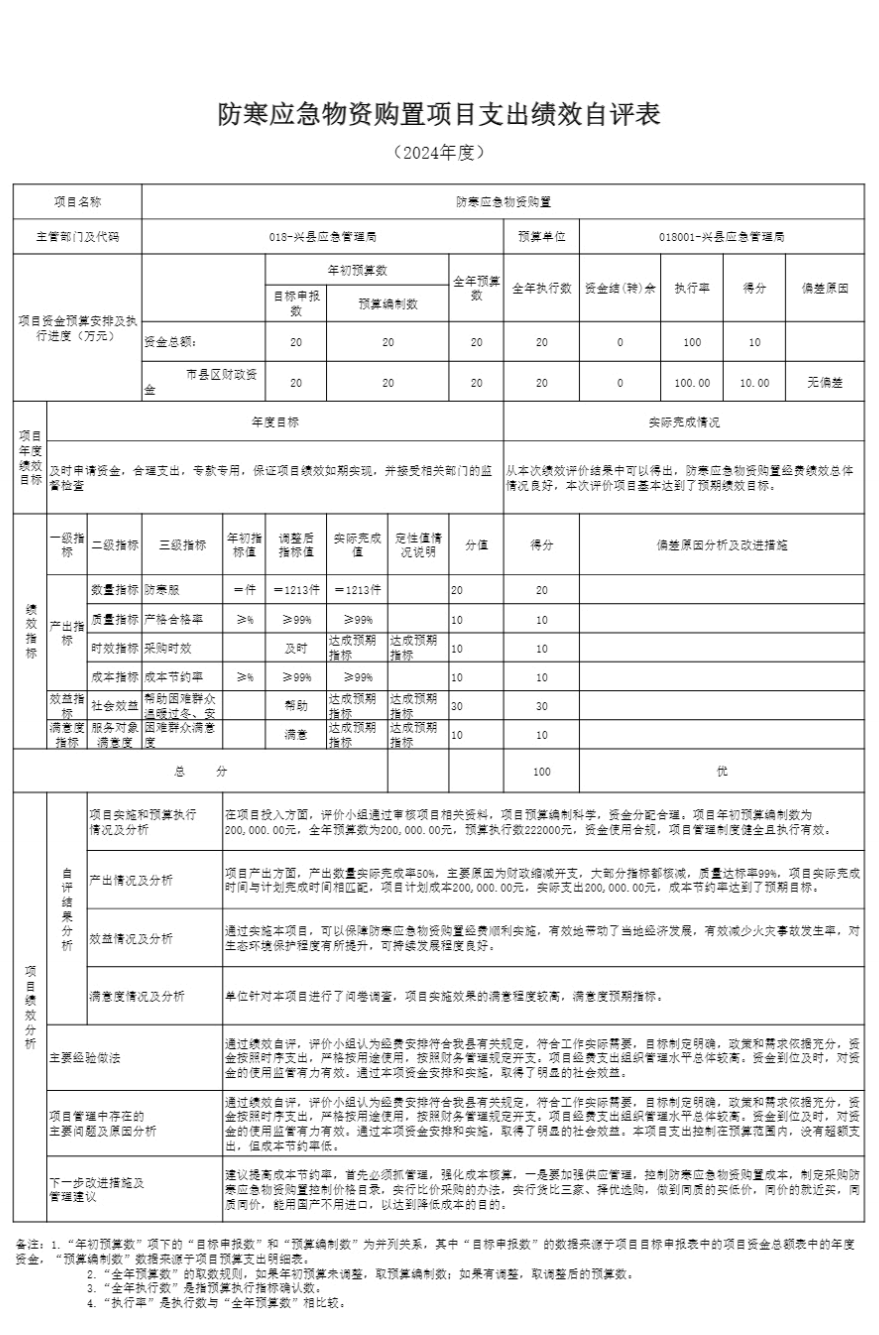 防寒应急物资购置项目支出绩效自评表
（2024年度）
项目名称 防寒应急物资购置
主管部门及代码 018-兴县应急管理局 预算单位 018001-兴县应急管理局
项目资金预算安排及执行进度（万元） 年初预算数 全年预算数 全年执行数 资金结(转)余 执行率 得分 偏差原因
目标申报数 预算编制数
资金总额： 20 20 20 20 0 100 10
市县区财政资金 20 20 20 20 0 100.00 10.00 无偏差
项目年度绩效目标 年度目标 实际完成情况
及时申请资金，合理支出，专款专用，保证项目绩效如期实现，并接受相关部门的监
督检查
从本次绩效评价结果中可以得出，防寒应急物资购置经费绩效总体
情况良好，本次评价项目基本达到了预期绩效目标。
绩效指标 一级指标 二级指标 三级指标 年初指标值 调整后指标值 实际完成值 定性值情况说明 分值 得分 偏差原因分析及改进措施
产出指标 数量指标 防寒服 ＝件 ＝1213件 ＝1213件 20 20
质量指标 产格合格率 ≥% ≥99% ≥99% 10 10
时效指标 采购时效 及时 达成预期指标 达成预期指标 10 10
成本指标 成本节约率 ≥% ≥99% ≥99% 10 10
效益指标 社会效益 帮助困难群众温暖过冬、安 帮助 达成预期指标 达成预期指标 30 30
满意度指标 服务对象满意度 困难群众满意度 满意 达成预期指标 达成预期指标 10 10
总 分 100 优
项目绩效分析 自评结果分析
项目实施和预算执行
情况及分析
在项目投入方面，评价小组通过审核项目相关资料，项目预算编制科学，资金分配合理。项目年初预算编制数为
200,000.00元，全年预算数为200,000.00元，预算执行数222000元，资金使用合规，项目管理制度健全且执行有效。
产出情况及分析
项目产出方面，产出数量实际完成率50%，主要原因为财政缩减开支，大部分指标都核减，质量达标率99%，项目实际完成
时间与计划完成时间相匹配，项目计划成本200,000.00元，实际支出200,000.00元，成本节约率达到了预期目标。
效益情况及分析
通过实施本项目，可以保障防寒应急物资购置经费顺利实施，有效地带动了当地经济发展，有效减少火灾事故发生率，对
生态环境保护程度有所提升，可持续发展程度良好。
满意度情况及分析
单位针对本项目进行了问卷调查，项目实施效果的满意程度较高，满意度预期指标。
主要经验做法
通过绩效自评，评价小组认为经费安排符合我县有关规定，符合工作实际需要，目标制定明确，政策和需求依据充分，资
金按照时序支出，严格按用途使用，按照财务管理规定开支。项目经费支出组织管理水平总体较高。资金到位及时，对资
金的使用监管有力有效。通过本项资金安排和实施，取得了明显的社会效益。
项目管理中存在的
主要问题及原因分析
通过绩效自评，评价小组认为经费安排符合我县有关规定，符合工作实际需要，目标制定明确，政策和需求依据充分，资
金按照时序支出，严格按用途使用，按照财务管理规定开支。项目经费支出组织管理水平总体较高。资金到位及时，对资
金的使用监管有力有效。通过本项资金安排和实施，取得了明显的社会效益。本项目支出控制在预算范围内，没有超额支
出，但成本节约率低。
下一步改进措施及
管理建议
建议提高成本节约率，首先必须抓管理，强化成本核算，一是要加强供应管理，控制防寒应急物资购置成本，制定采购防
寒应急物资购置控制价格目录，实行比价采购的办法，实行货比三家、择优选购，做到同质的买低价，同价的就近买，同
质同价，能用国产不用进口，以达到降低成本的目的。
备注：1.“年初预算数”项下的“目标申报数”和“预算编制数”为并列关系，其中“目标申报数”的数据来源于项目目标申报表中的项目资金总额表中的年度
资金，“预算编制数”数据来源于项目预算支出明细表。
2.“全年预算数”的取数规则，如果年初预算未调整，取预算编制数；如果有调整，取调整后的预算数。
3.“全年执行数”是指预算执行指标确认数。
4.“执行率”是执行数与“全年预算数”相比较。